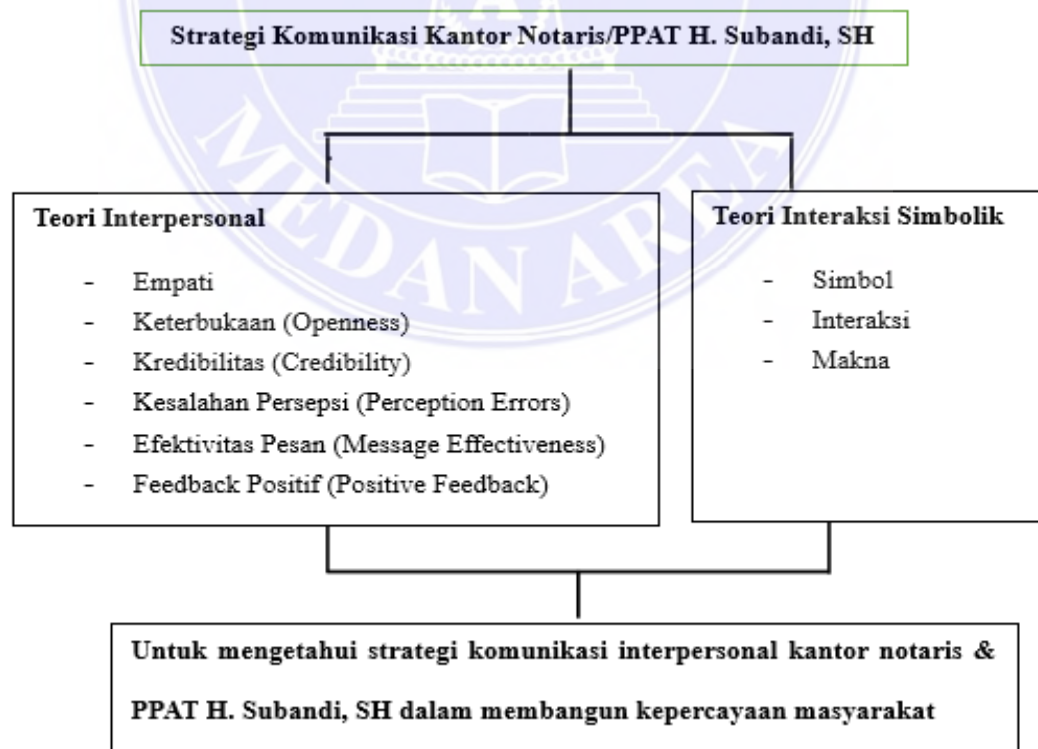 Strategi Komunikasi Kantor Notaris/PPAT H. Subandi, SH
Teori Interpersonal
- Empati
- Keterbukaan (Openness)
- Kredibilitas (Credibility)
- Kesalahan Persepsi (Perception Errors)
- Efektivitas Pesan (Message Effectiveness)
- Feedback Positif (Positive Feedback)
Teori Interaksi Simbolik
- Simbol
- Interaksi
- Makna
Untuk mengetahui strategi komunikasi interpersonal kantor notaris &
PPAT H. Subandi, SH dalam membangun kepercayaan masyarakat
MEDAN AREA